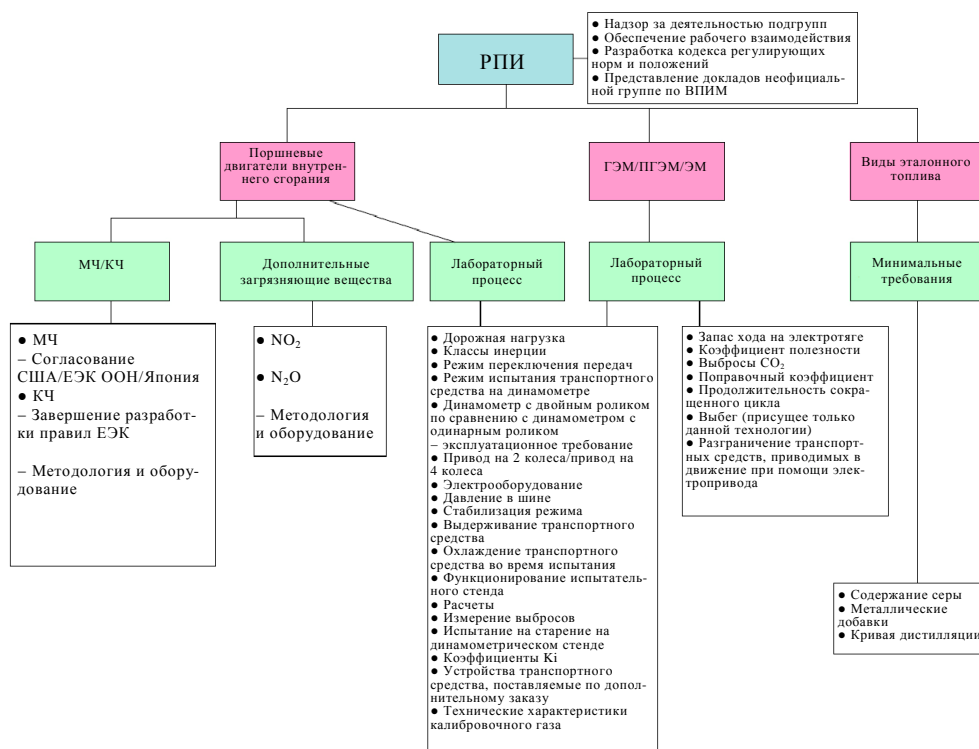 РПИ
● Надзор за деятельностью подгрупп
● Обеспечение рабочего взаимодействия
● Разработка кодекса регулирующих
норм и положений
● Представление докладов неофициаль-
ной группе по ВПИМ
Поршневые
двигатели внутрен-
него сгорания
ГЭМ/ПГЭМ/ЭМ
Виды эталонного
топлива
МЧ/КЧ
Дополнительные
загрязняющие вещества
Лабораторный
процесс
Лабораторный
процесс
Минимальные
требования
● МЧ
– Согласование
США/ЕЭК ООН/Япония
● КЧ
– Завершение разработ-
ки правил ЕЭК
– Методология и обору-
дование
● NO₂
● N₂O
– Методология
и оборудование
● Дорожная нагрузка
● Классы инерции
● Режим переключения передач
● Режим испытания транспортного
средства на динамометре
● Динамометр с двойным роликом
по сравнению с динамометром с
одинарным роликом
– эксплуатационное требование
● Привод на 2 колеса/привод на
4 колеса
● Электрооборудование
● Давление в шине
● Стабилизация режима
● Выдерживание транспортного
средства
● Охлаждение транспортного
средства во время испытания
● Функционирование испытатель-
ного стенда
● Расчеты
● Измерение выбросов
● Испытание на старение на
динамометрическом стенде
● Коэффициенты Ki
● Устройства транспортного
средства, поставляемые по допол-
нительному заказу
● Технические характеристики
калибровочного газа
● Запас хода на электротяге
● Коэффициент полезности
● Выбросы CO₂
● Поправочный коэффициент
● Продолжительность сокра-
щенного цикла
● Выбег (присущее только
данной технологии)
● Разграничение транспорт-
ных средств, приводимых в
движение при помощи элек-
тропривода
● Содержание серы
● Металлические
добавки
● Кривая дистилляции